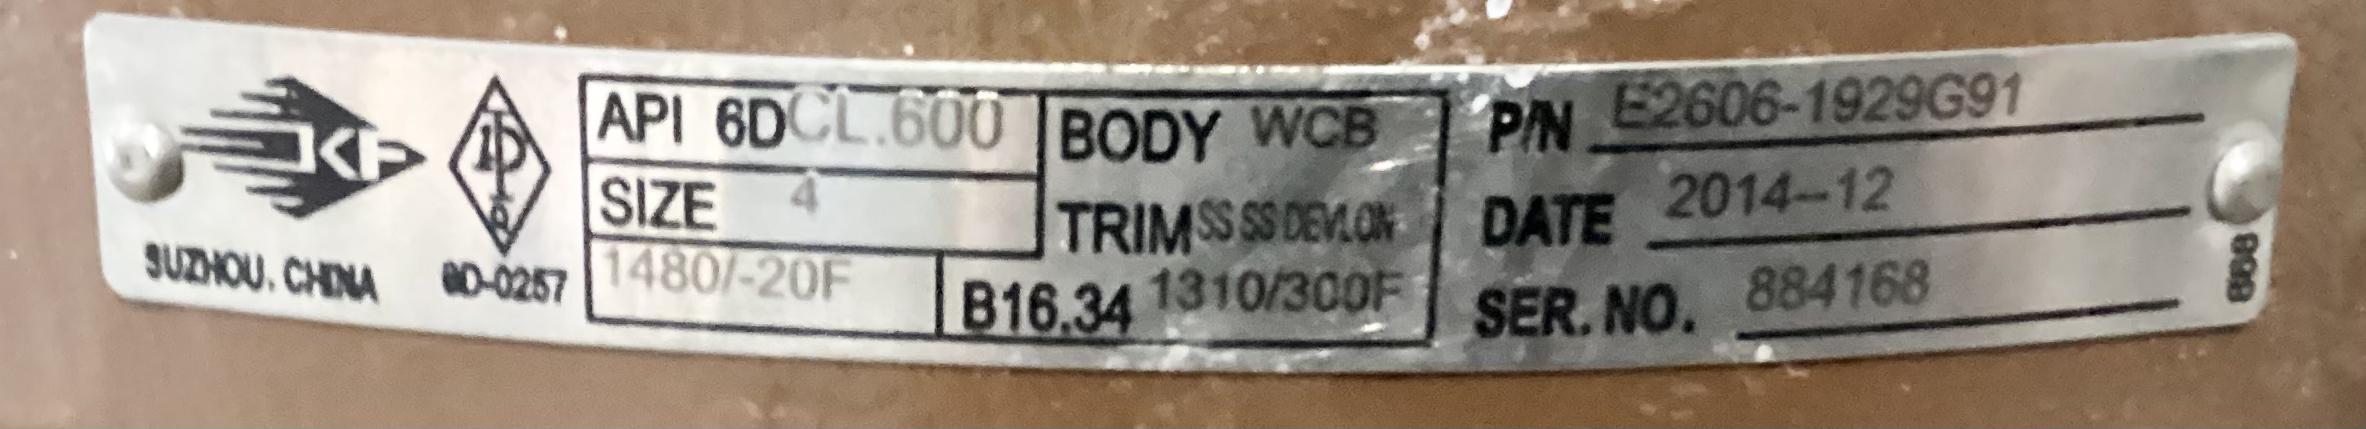 KF
SUZHOU. CHINA
6D-0257
API 6D CL.600
SIZE 4
1480/-20F
BODY WCB
TRIM SS SS DEVLON
B16.34 1310/300F
P/N E2606-1929G91
DATE 2014-12
SER. NO. 884168